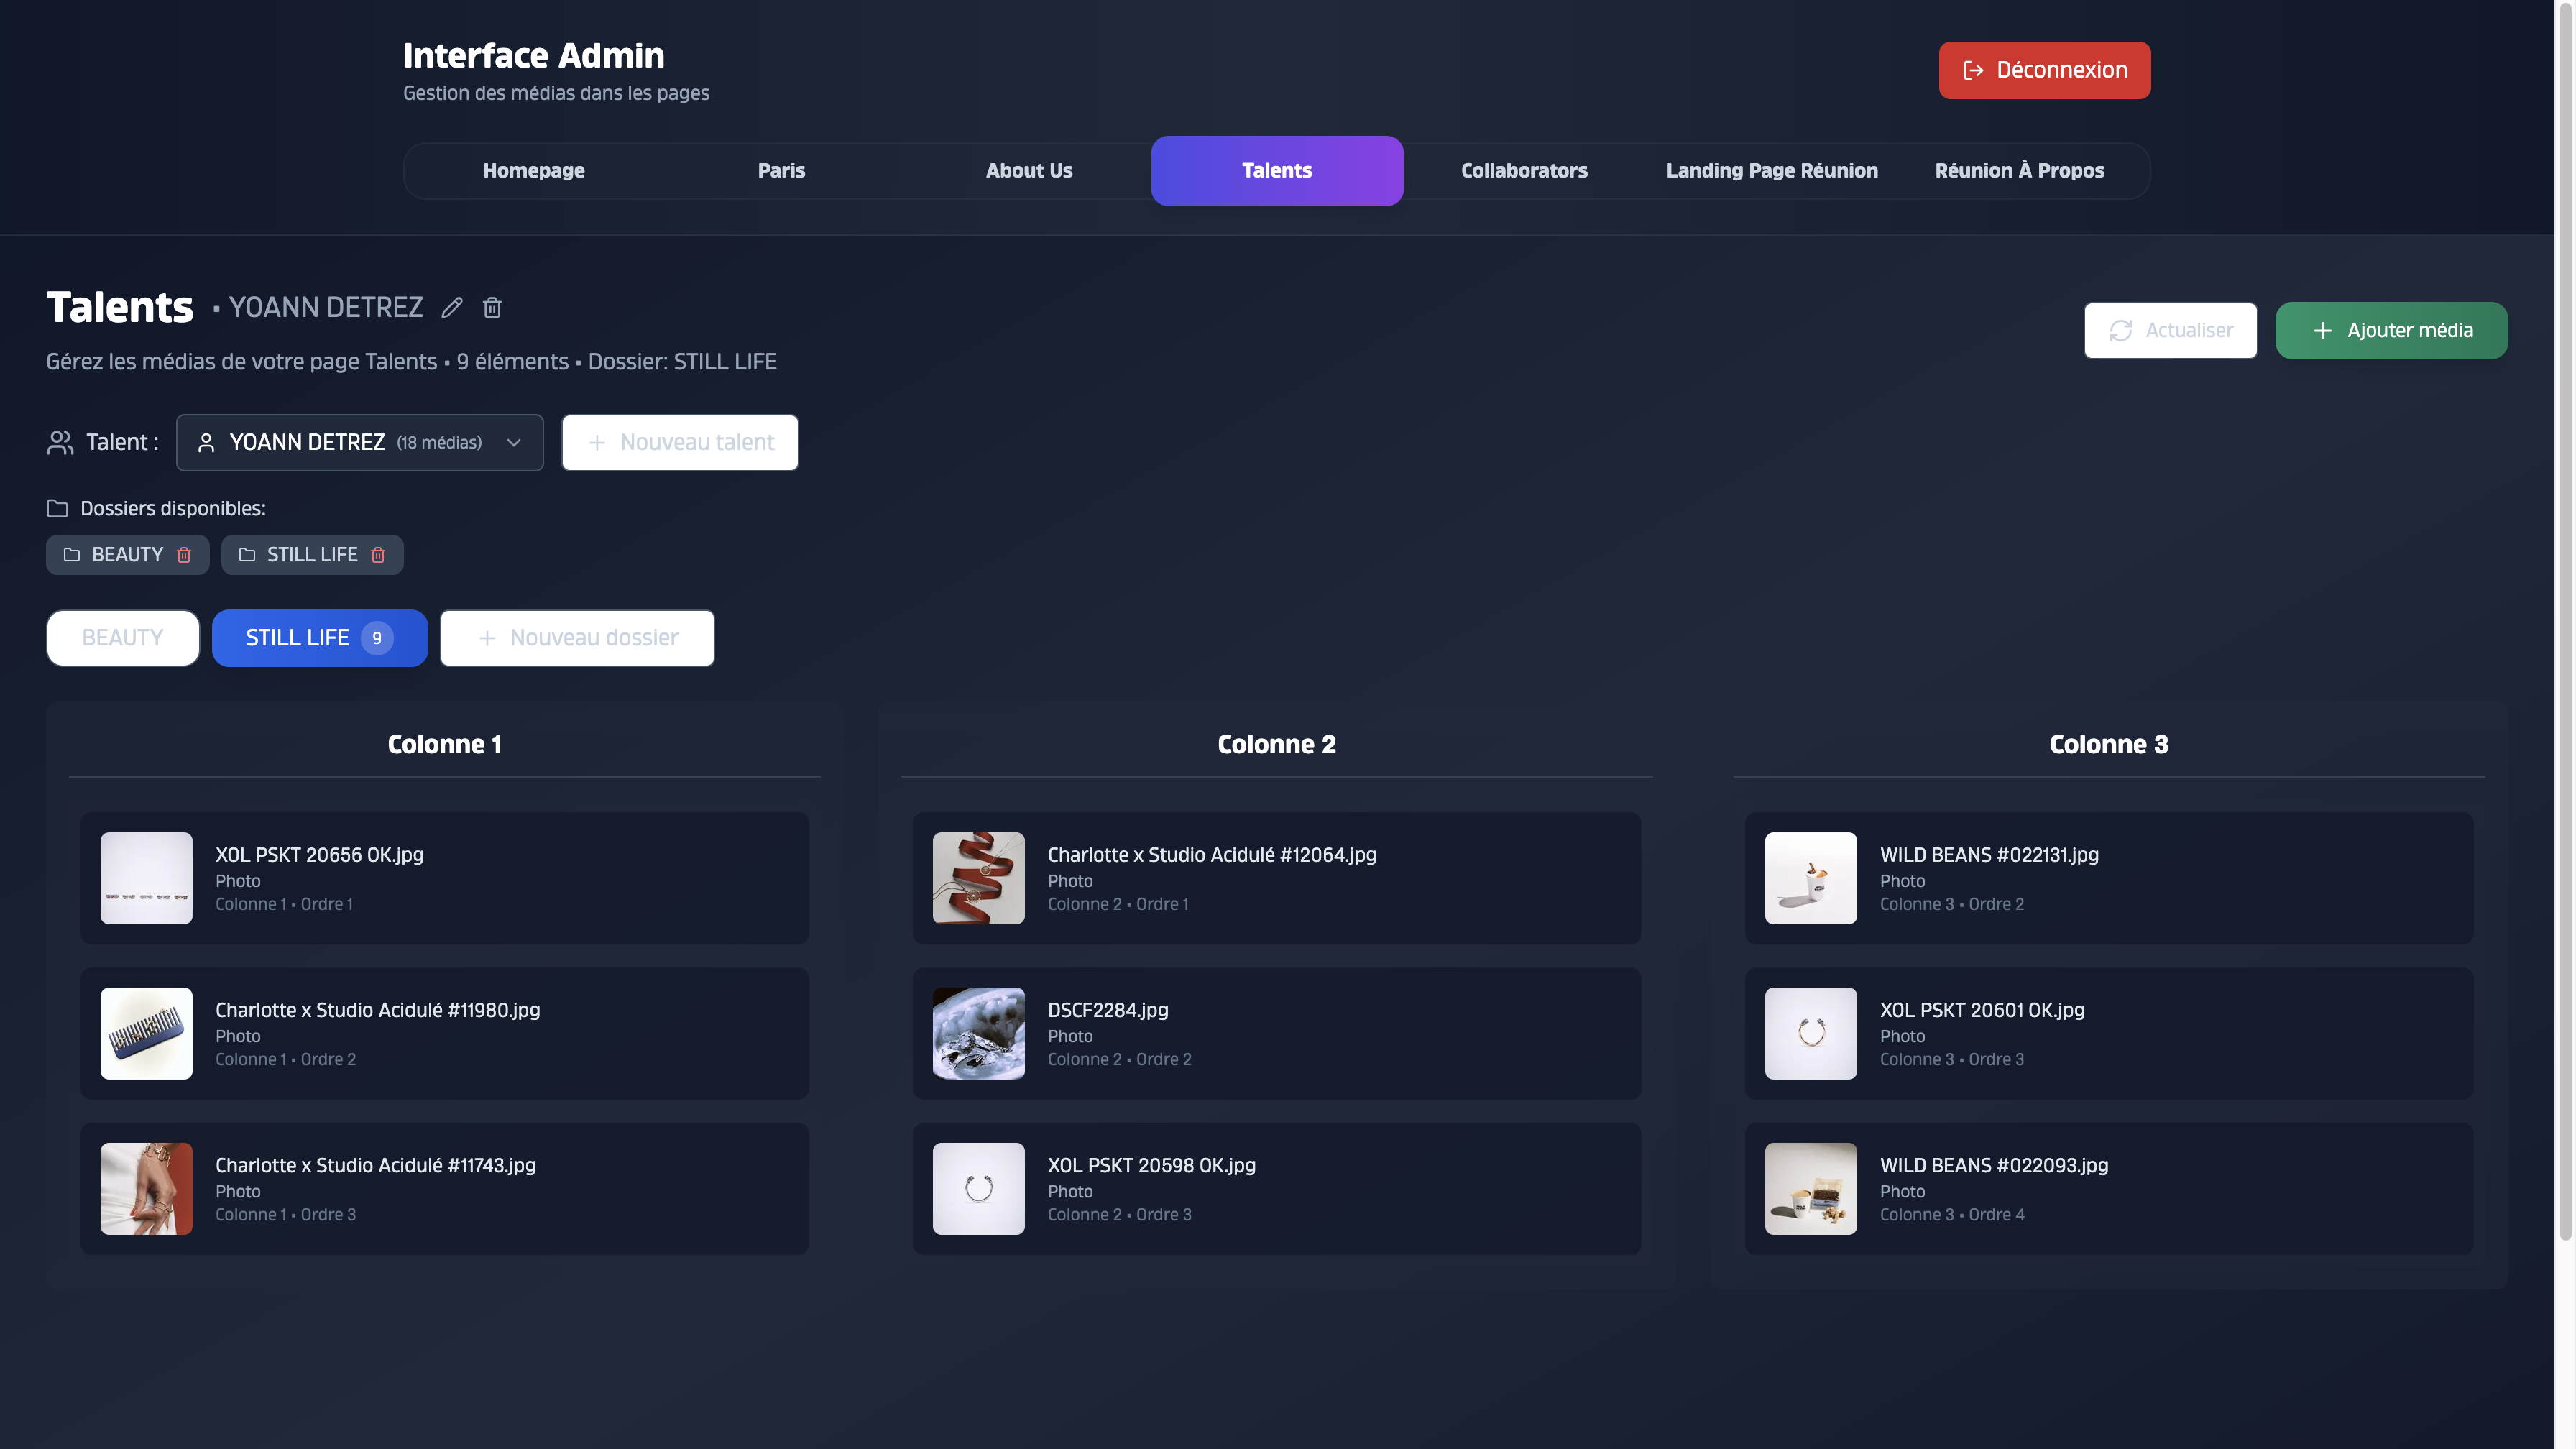 Interface Admin
Gestion des médias dans les pages
Déconnexion
Homepage
Paris
About Us
Talents
Collaborators
Landing Page Réunion
Réunion À Propos
Talents • YOANN DETREZ
Gérez les médias de votre page Talents • 9 éléments • Dossier: STILL LIFE
Actualiser
Ajouter média
Talent :
YOANN DETREZ (18 médias)
Nouveau talent
Dossiers disponibles:
BEAUTY
STILL LIFE
BEAUTY
STILL LIFE 9
Nouveau dossier
Colonne 1
XOL PSKT 20656 OK.jpg
Photo
Colonne 1 • Ordre 1
Charlotte x Studio Acidulé #11980.jpg
Photo
Colonne 1 • Ordre 2
Charlotte x Studio Acidulé #11743.jpg
Photo
Colonne 1 • Ordre 3
Colonne 2
Charlotte x Studio Acidulé #12064.jpg
Photo
Colonne 2 • Ordre 1
DSCF2284.jpg
Photo
Colonne 2 • Ordre 2
XOL PSKT 20598 OK.jpg
Photo
Colonne 2 • Ordre 3
Colonne 3
WILD BEANS #022131.jpg
Photo
Colonne 3 • Ordre 2
XOL PSKT 20601 OK.jpg
Photo
Colonne 3 • Ordre 3
WILD BEANS #022093.jpg
Photo
Colonne 3 • Ordre 4